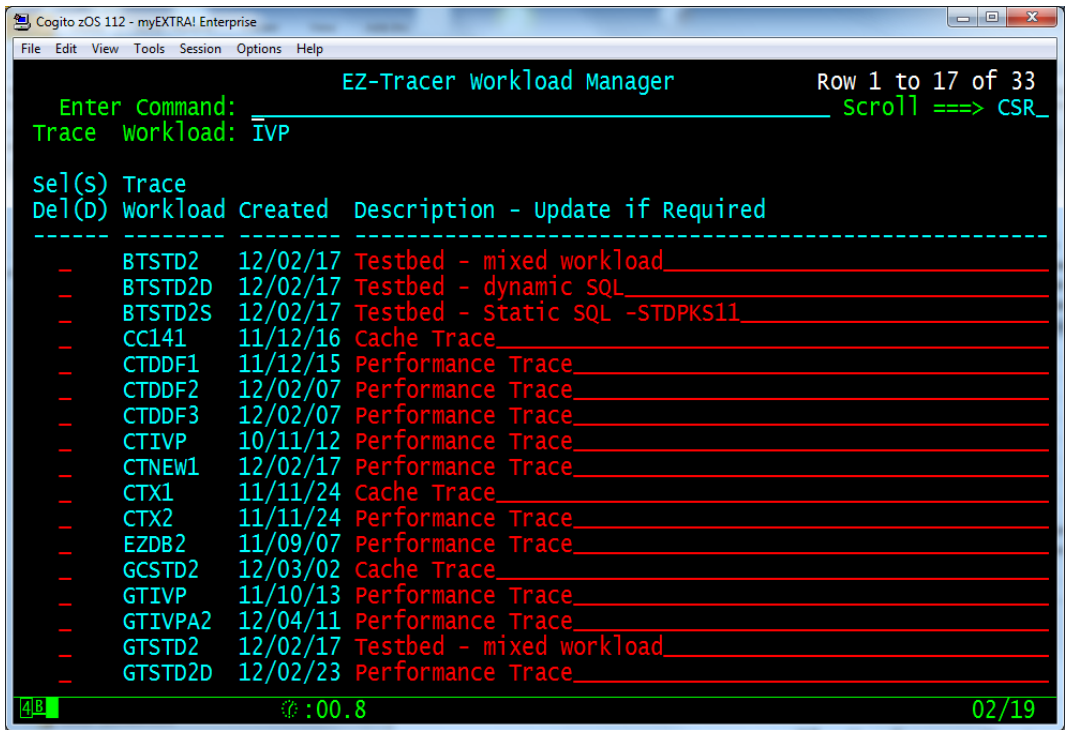 Cogito zOS 112 - myEXTRA! Enterprise
File Edit View Tools Session Options Help
EZ-Tracer Workload Manager Row 1 to 17 of 33
Enter Command: _ Scroll ===> CSR_
Trace Workload: IVP
Sel(S) Trace
Del(D) Workload Created Description - Update if Required
------ -------- -------- -------------------------------------------------------
_ BTSTD2 12/02/17 Testbed - mixed workload
_ BTSTD2D 12/02/17 Testbed - dynamic SQL
_ BTSTD2S 12/02/17 Testbed - Static SQL -STDPKS11
_ CC141 11/12/16 Cache Trace
_ CTDDF1 11/12/15 Performance Trace
_ CTDDF2 12/02/07 Performance Trace
_ CTDDF3 12/02/07 Performance Trace
_ CTIVP 10/11/12 Performance Trace
_ CTNEW1 12/02/17 Performance Trace
_ CTX1 11/11/24 Cache Trace
_ CTX2 11/11/24 Performance Trace
_ EZDB2 11/09/07 Performance Trace
_ GCSTD2 12/03/02 Cache Trace
_ GTIVP 11/10/13 Performance Trace
_ GTIVPA2 12/04/11 Performance Trace
_ GTSTD2 12/02/17 Testbed - mixed workload
_ GTSTD2D 12/02/23 Performance Trace
4B :00.8 02/19